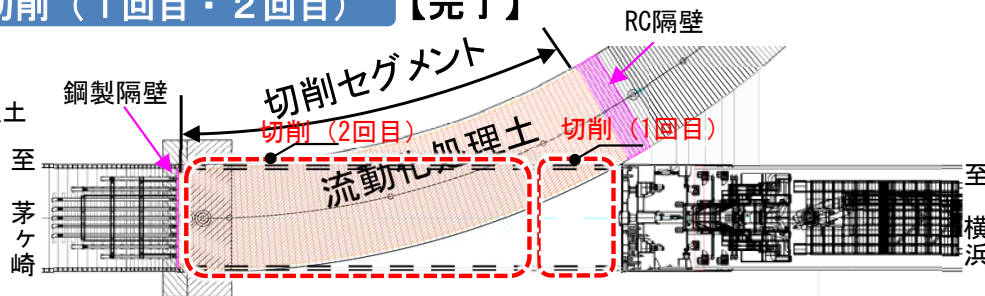 切削（１回目・２回目）【完了】
RC隔壁
鋼製隔壁
切削セグメント
土
切削（2回目）
切削（1回目）
流動化処理土
至
茅ヶ崎
至
横浜